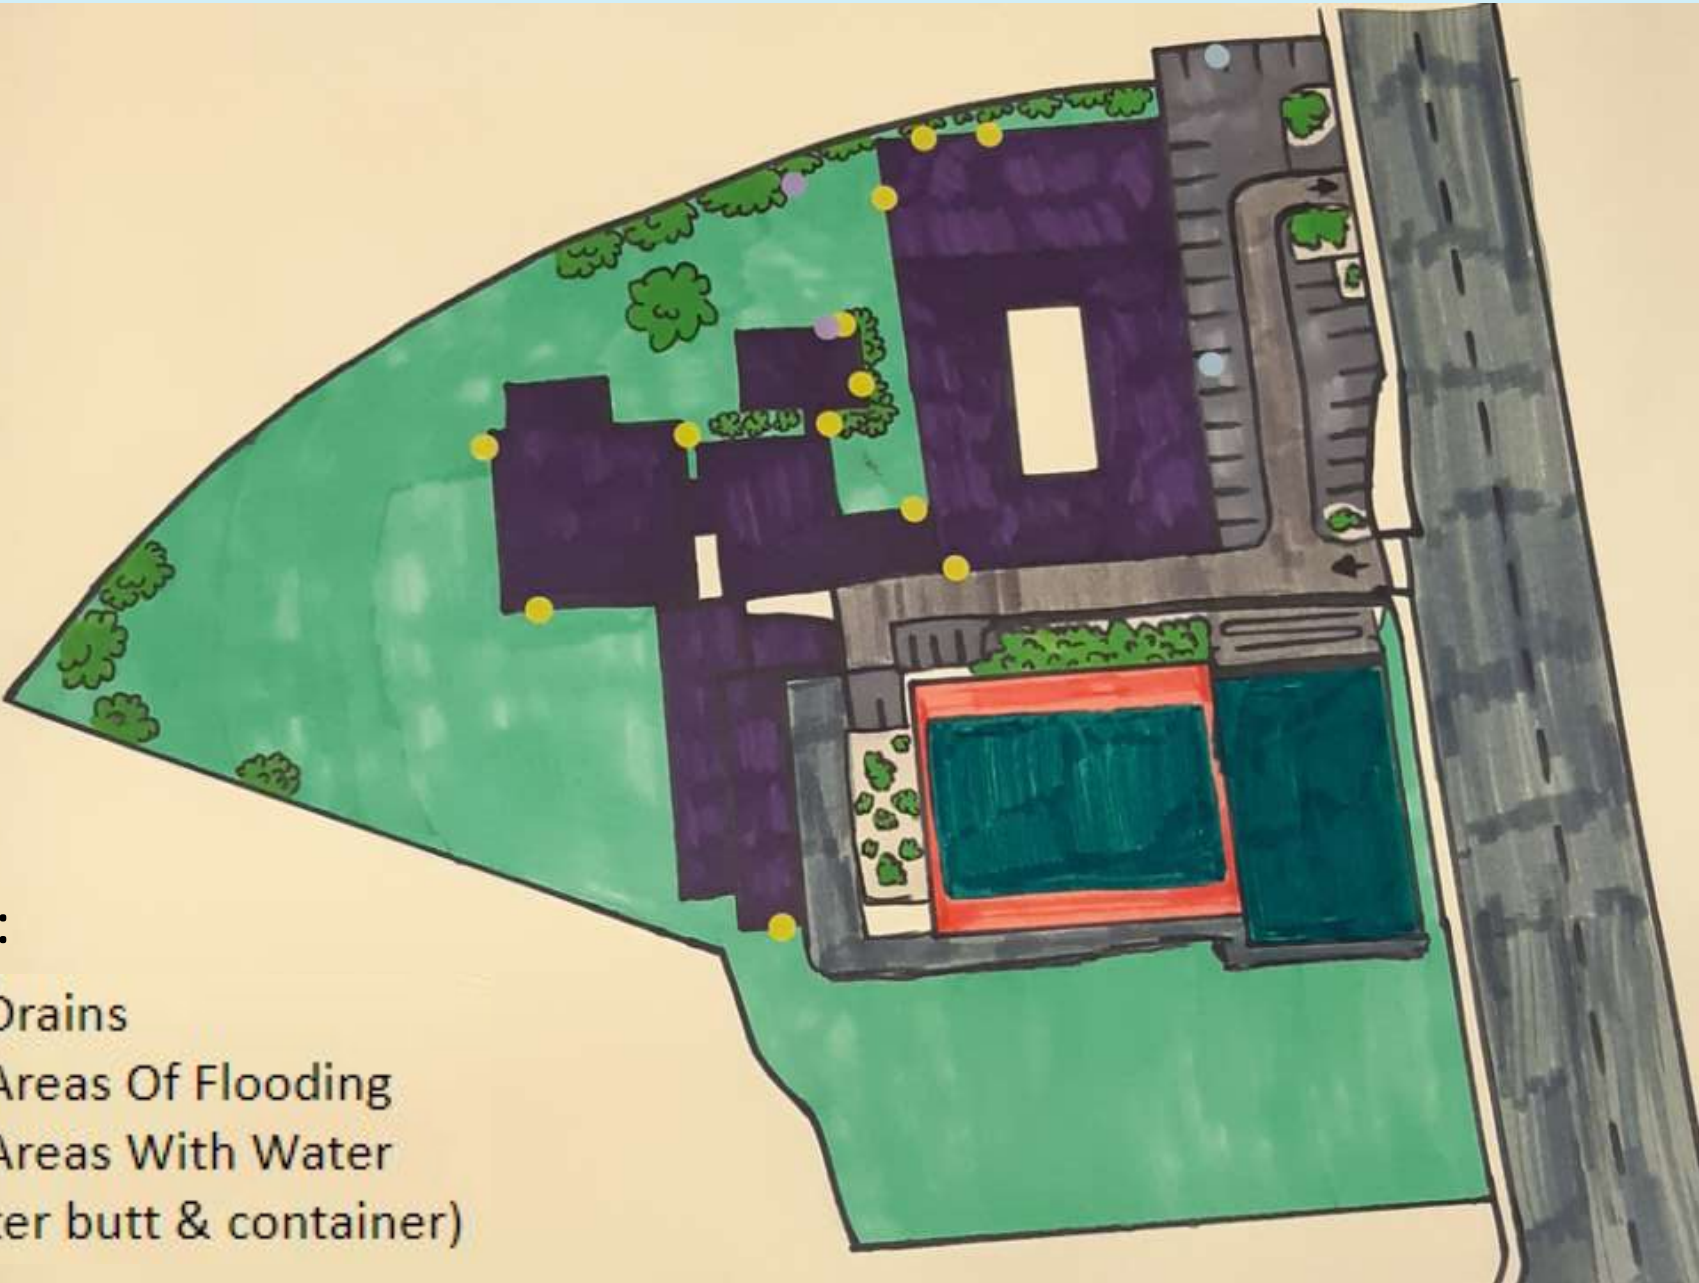 :
Drains
Areas Of Flooding
Areas With Water
ter butt & container)